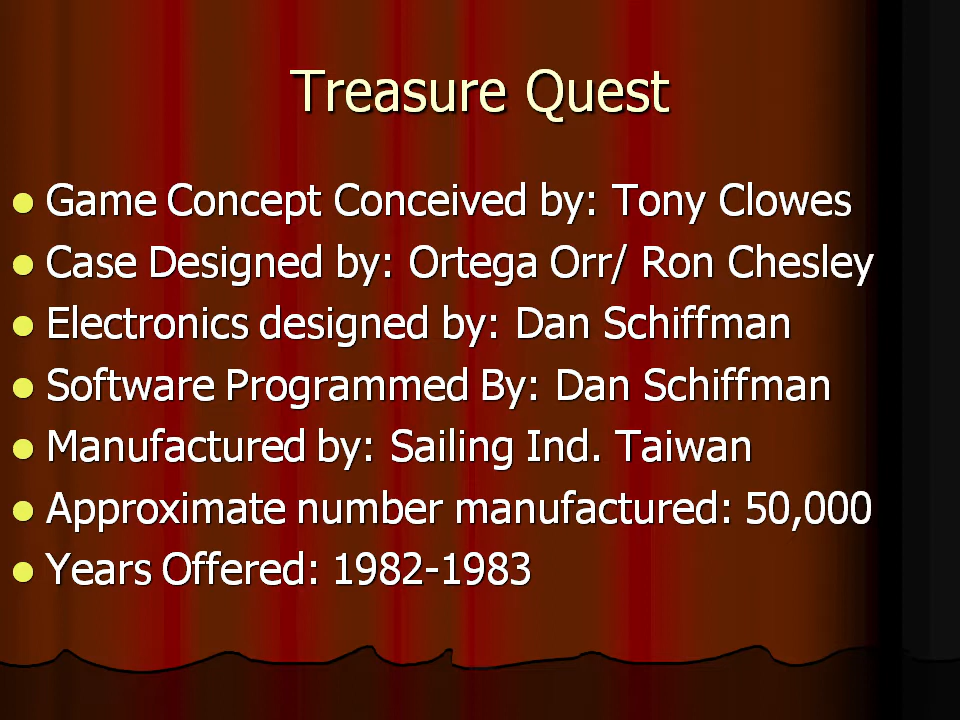 Treasure Quest
Game Concept Conceived by: Tony Clowes
Case Designed by: Ortega Orr/ Ron Chesley
Electronics designed by: Dan Schiffman
Software Programmed By: Dan Schiffman
Manufactured by: Sailing Ind. Taiwan
Approximate number manufactured: 50,000
Years Offered: 1982-1983